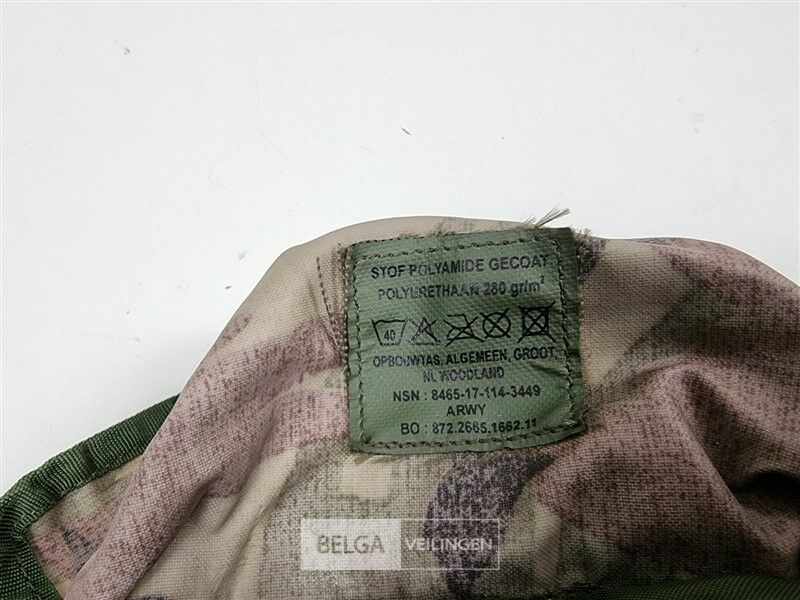 STOF POLYAMIDE GECOAT
POLYURETHAAN 280 gr/m²
40
OPBOUWTAS, ALGEMEEN, GROOT,
NL WOODLAND
NSN : 8465-17-114-3449
ARWY
BO : 872.2665.1662.11
BELGA VEILINGEN